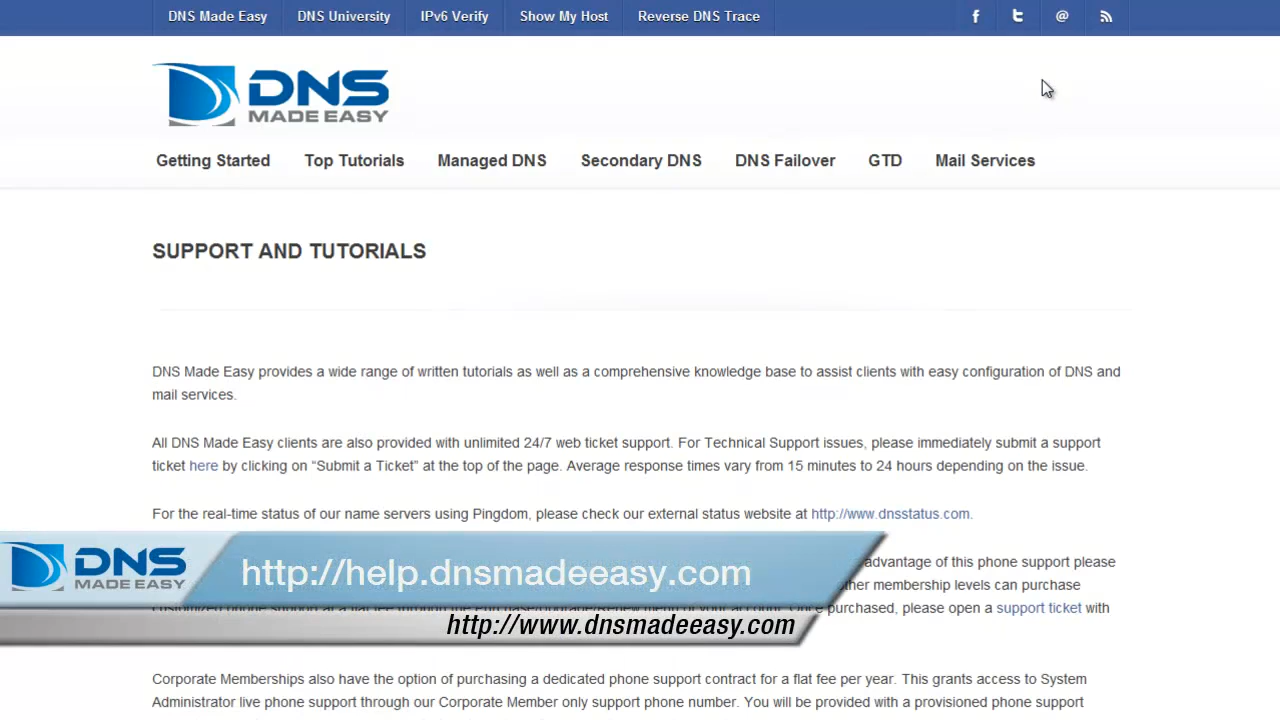 DNS Made Easy DNS University IPv6 Verify Show My Host Reverse DNS Trace
DNS
MADE EASY
Getting Started Top Tutorials Managed DNS Secondary DNS DNS Failover GTD Mail Services
SUPPORT AND TUTORIALS
DNS Made Easy provides a wide range of written tutorials as well as a comprehensive knowledge base to assist clients with easy configuration of DNS and
mail services.
All DNS Made Easy clients are also provided with unlimited 24/7 web ticket support. For Technical Support issues, please immediately submit a support
ticket here by clicking on “Submit a Ticket” at the top of the page. Average response times vary from 15 minutes to 24 hours depending on the issue.
For the real-time status of our name servers using Pingdom, please check our external status website at http://www.dnsstatus.com.
advantage of this phone support please
other membership levels can purchase
purchased, please open a support ticket with
DNS
MADE EASY
http://help.dnsmadeeasy.com
http://www.dnsmadeeasy.com
Corporate Memberships also have the option of purchasing a dedicated phone support contract for a flat fee per year. This grants access to System
Administrator live phone support through our Corporate Member only support phone number. You will be provided with a provisioned phone support